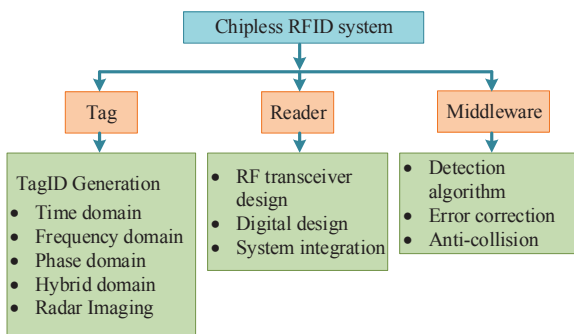 Chipless RFID system
Tag
Reader
Middleware
TagID Generation
• Time domain
• Frequency domain
• Phase domain
• Hybrid domain
• Radar Imaging
• RF transceiver
design
• Digital design
• System integration
• Detection
algorithm
• Error correction
• Anti-collision